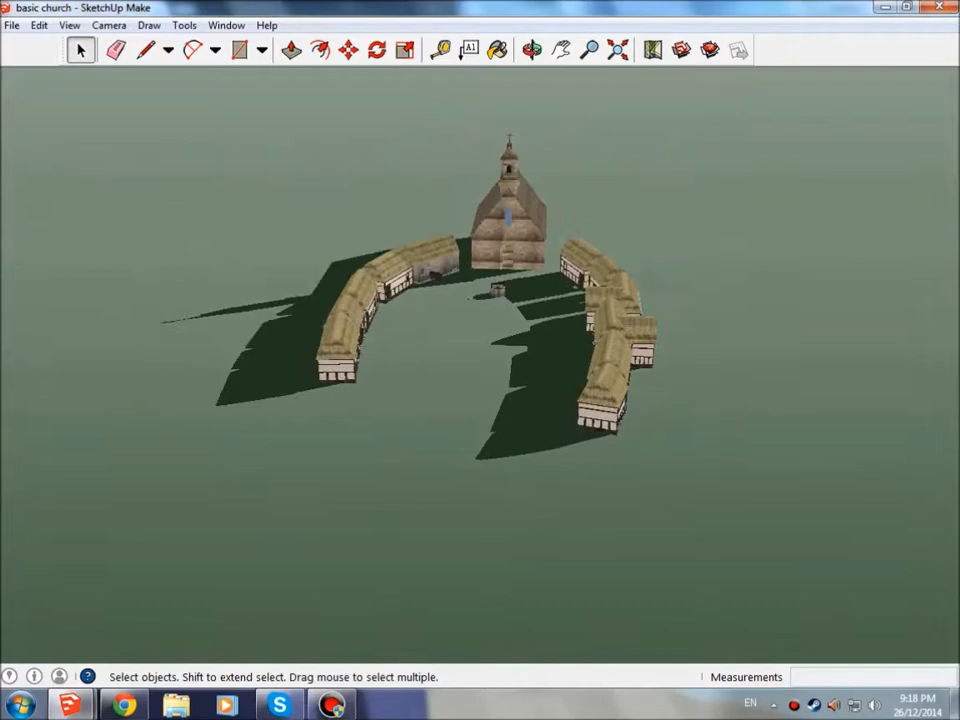 basic church - SketchUp Make
File Edit View Camera Draw Tools Window Help
A1
Select objects. Shift to extend select. Drag mouse to select multiple.
Measurements
EN
9:18 PM
26/12/2014